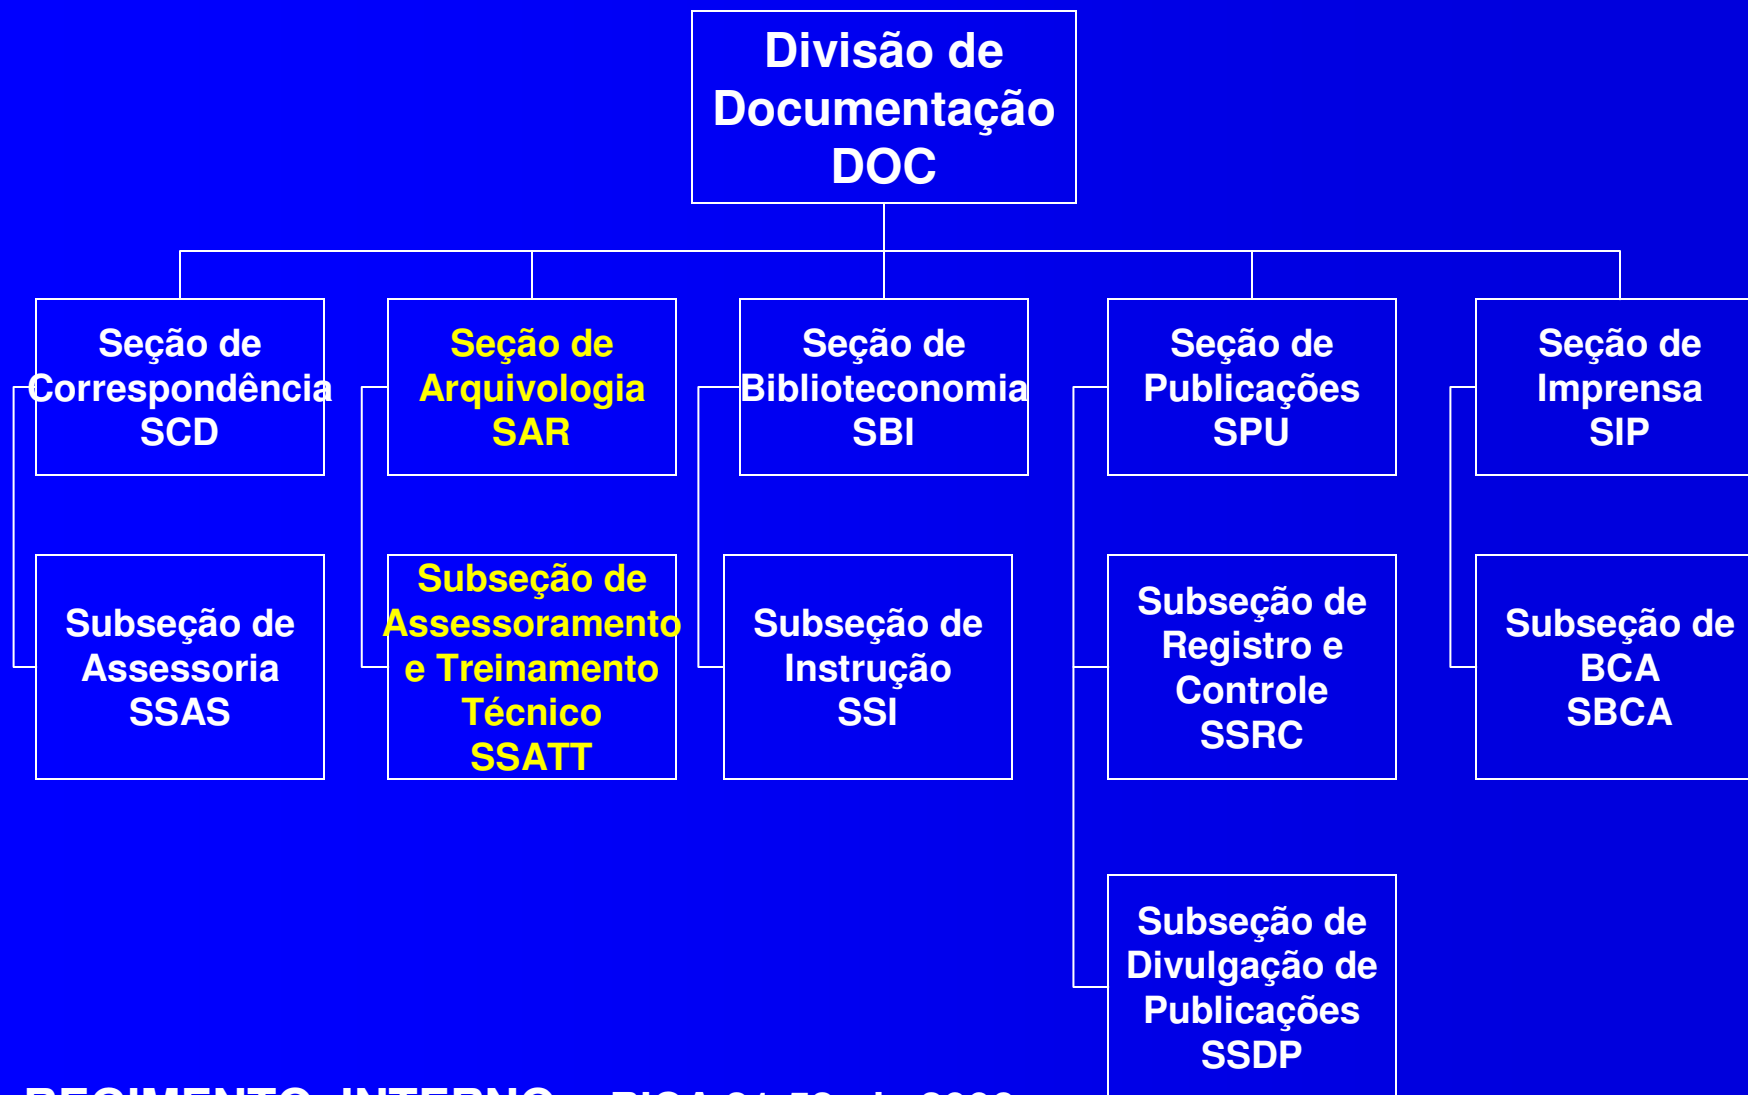 Divisão de
Documentação
DOC
Seção de
Correspondência
SCD
Seção de
Arquivologia
SAR
Seção de
Biblioteconomia
SBI
Seção de
Publicações
SPU
Seção de
Imprensa
SIP
Subseção de
Assessoria
SSAS
Subseção de
Assessoramento
e Treinamento
Técnico
SSATT
Subseção de
Instrução
SSI
Subseção de
Registro e
Controle
SSRC
Subseção de
BCA
SBCA
Subseção de
Divulgação de
Publicações
SSDP
REGIMENTO INTERNO